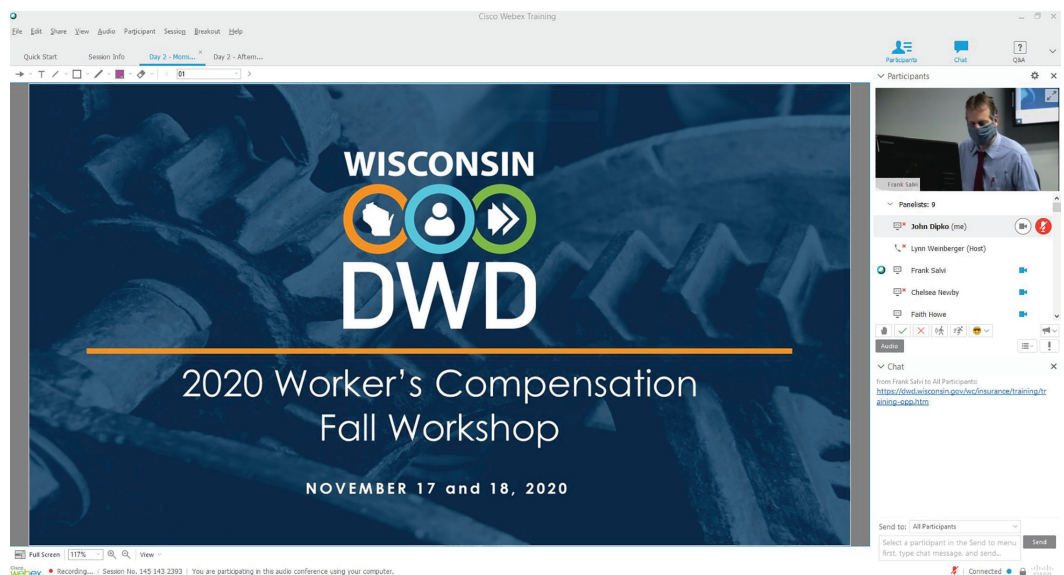 Cisco Webex Training
File Edit Share View Audio Participant Session Breakout Help
Quick Start Session Info Day 2 - Morni... × Day 2 - Aftern...
Participants Chat Q&A
T 01
Participants
Frank Salvi
Panelists: 9
John Dipko (me)
Lynn Weinberger (Host)
Frank Salvi
Chelsea Newby
Faith Howe
Audio
Chat
from Frank Salvi to All Participants:
https://dwd.wisconsin.gov/wc/insurance/training/tr
aining-opp.htm
Send to: All Participants
Select a participant in the Send to menu
first, type chat message, and send...
Send
WISCONSIN
DWD
2020 Worker's Compensation
Fall Workshop
NOVEMBER 17 and 18, 2020
Full Screen 117% View
Cisco
webex Recording... | Session No. 145 143 2393 | You are participating in this audio conference using your computer.
Connected
CISCO